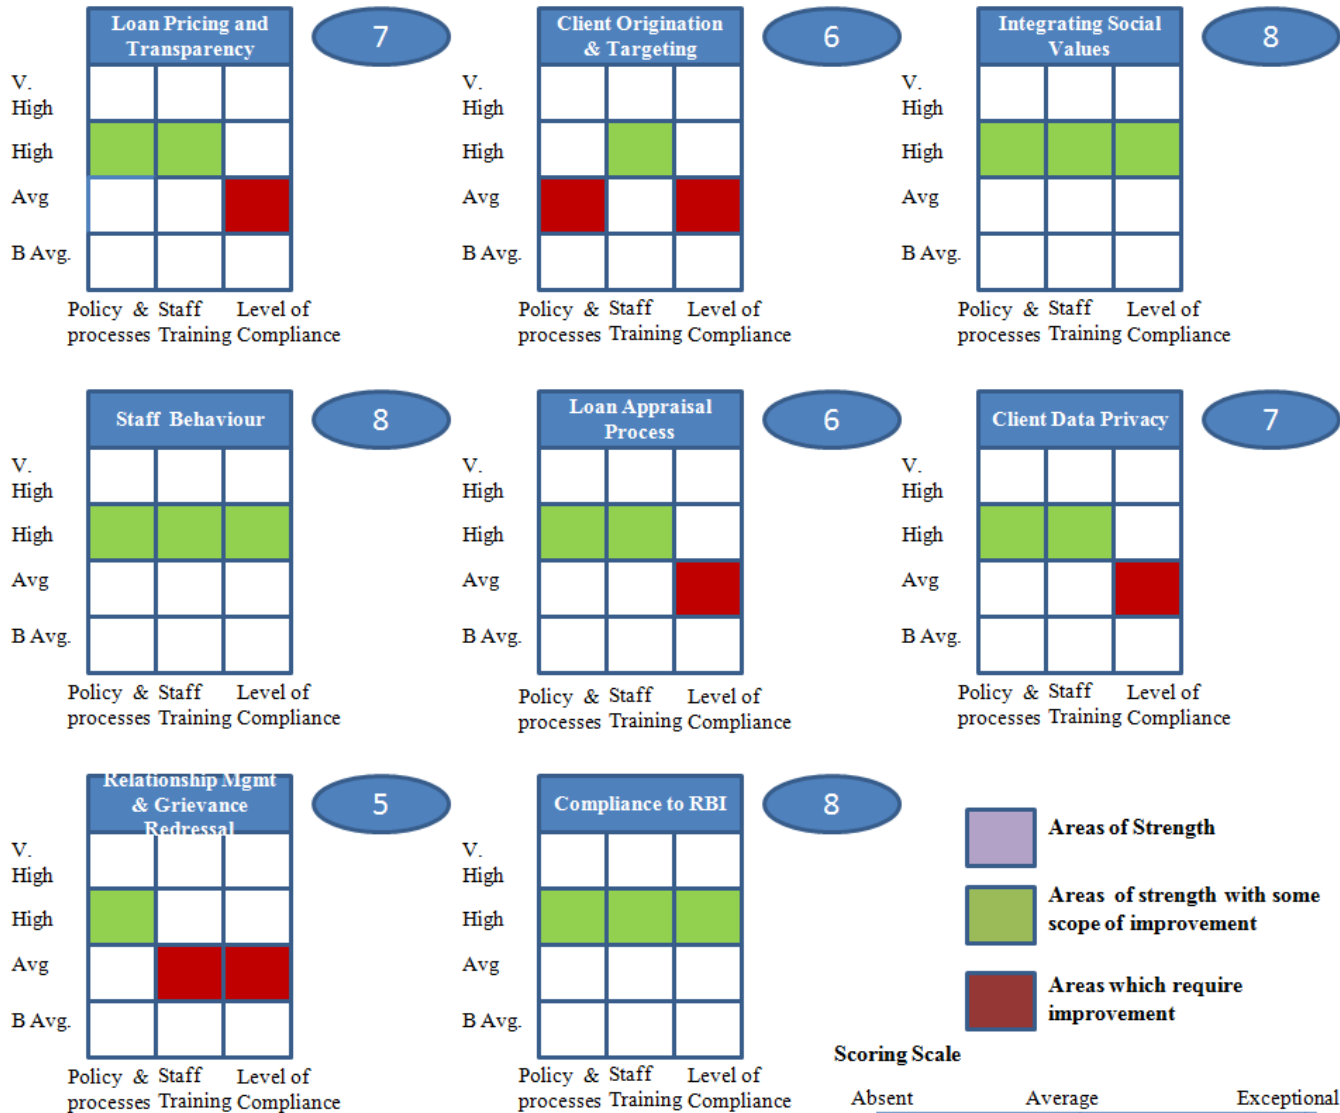 Loan Pricing and
Transparency
7
V.
High
High
Avg
B Avg.
Policy & Staff Level of
processes Training Compliance
Client Origination
& Targeting
6
V.
High
High
Avg
B Avg.
Policy & Staff Level of
processes Training Compliance
Integrating Social
Values
8
V.
High
High
Avg
B Avg.
Policy & Staff Level of
processes Training Compliance
Staff Behaviour
8
V.
High
High
Avg
B Avg.
Policy & Staff Level of
processes Training Compliance
Loan Appraisal
Process
6
V.
High
High
Avg
B Avg.
Policy & Staff Level of
processes Training Compliance
Client Data Privacy
7
V.
High
High
Avg
B Avg.
Policy & Staff Level of
processes Training Compliance
Relationship Mgmt
& Grievance
Redressal
5
V.
High
High
Avg
B Avg.
Policy & Staff Level of
processes Training Compliance
Compliance to RBI
8
V.
High
High
Avg
B Avg.
Policy & Staff Level of
processes Training Compliance
Areas of Strength
Areas of strength with some
scope of improvement
Areas which require
improvement
Scoring Scale
Absent Average Exceptional